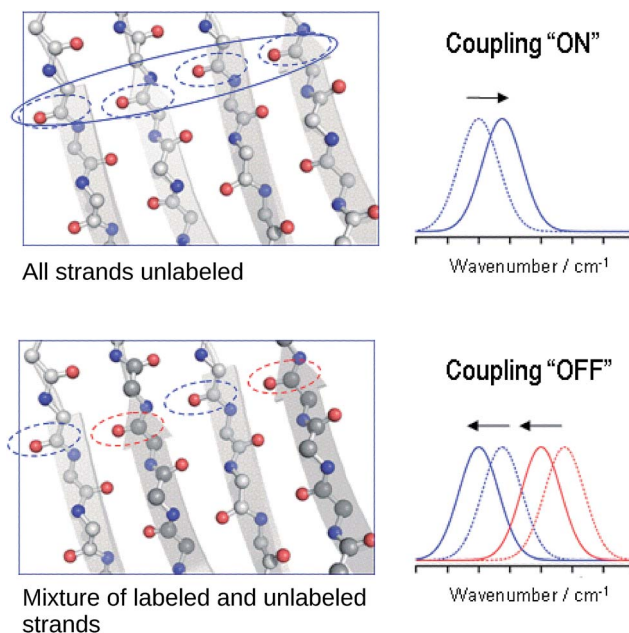 Coupling “ON”
Wavenumber / cm⁻¹
All strands unlabeled
Coupling “OFF”
Wavenumber / cm⁻¹
Mixture of labeled and unlabeled
strands